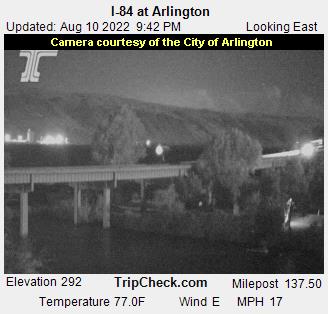 I-84 at Arlington
Updated: Aug 10 2022 9:42 PM Looking East
Camera courtesy of the City of Arlington
Elevation 292 TripCheck.com Milepost 137.50
Temperature 77.0F Wind E MPH 17